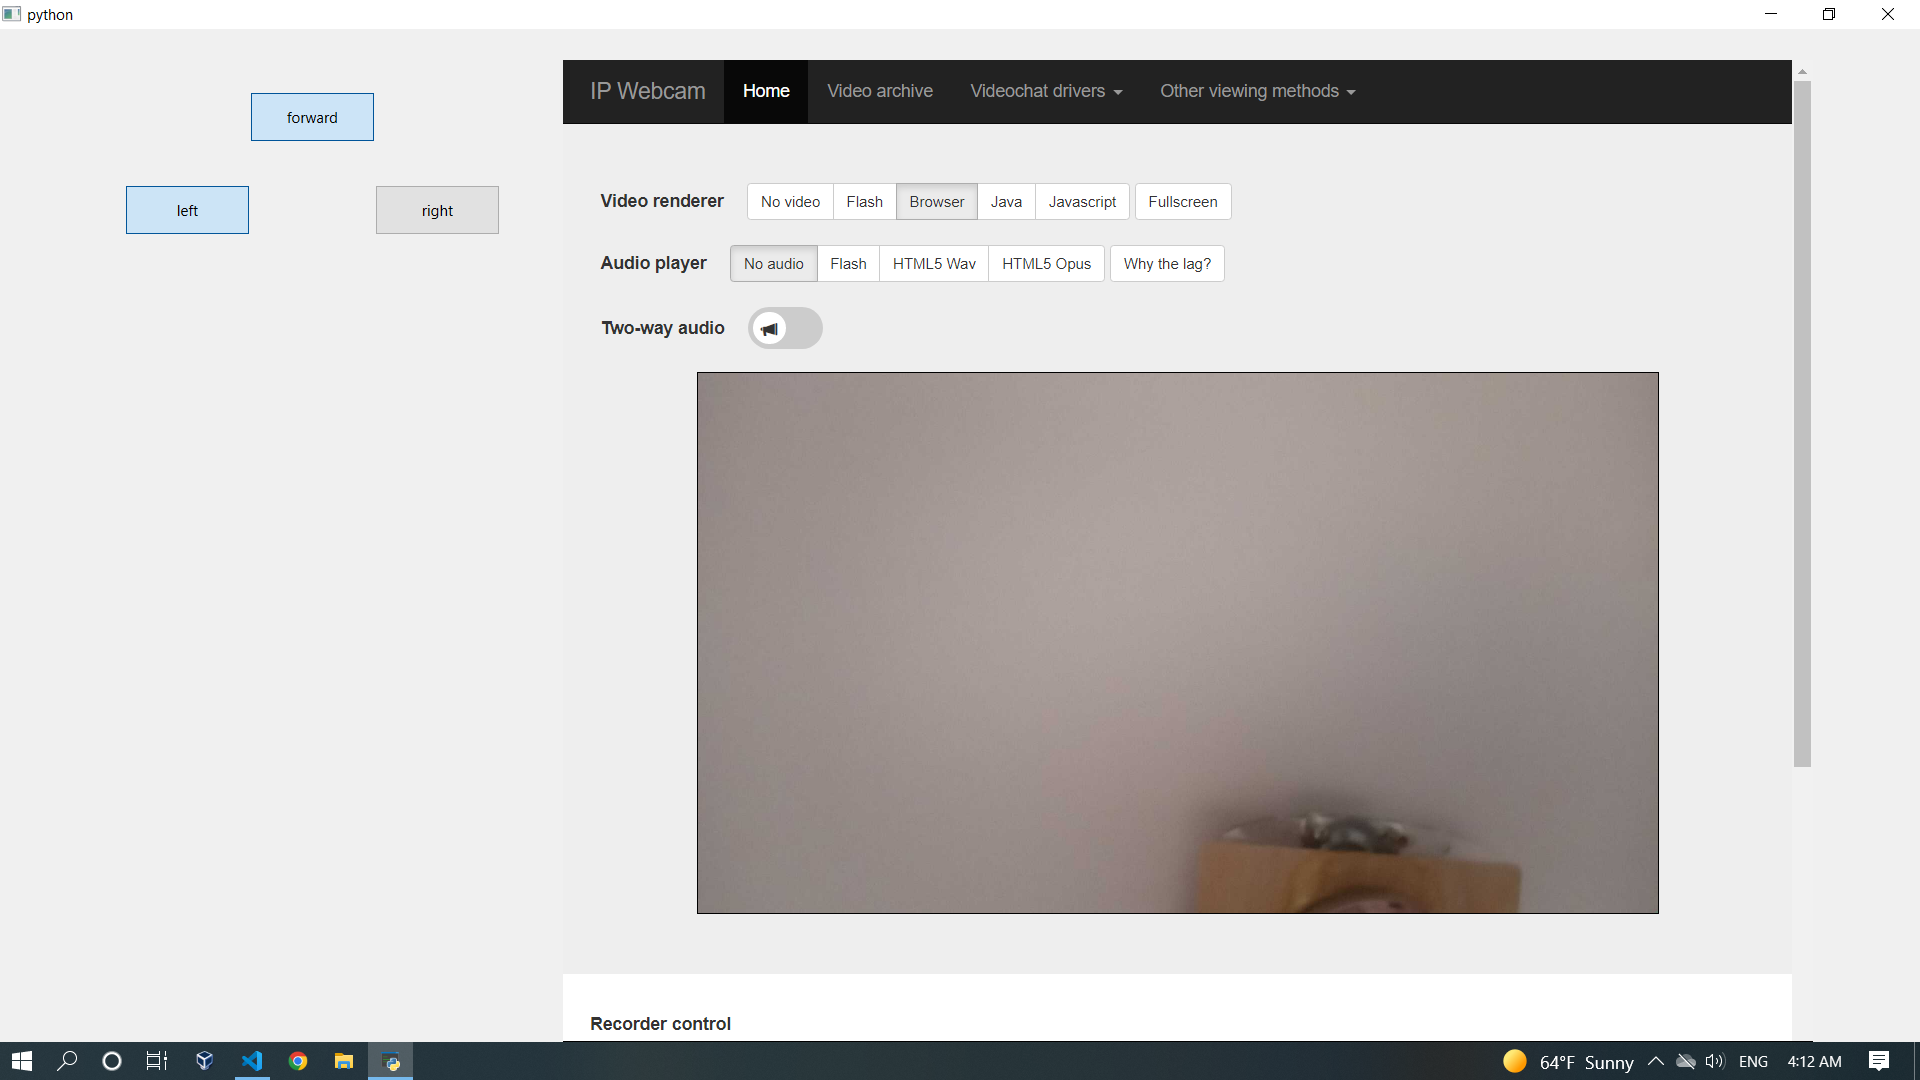 python
forward
left
right
IP Webcam Home Video archive Videochat drivers Other viewing methods
Video renderer No video Flash Browser Java Javascript Fullscreen
Audio player No audio Flash HTML5 Wav HTML5 Opus Why the lag?
Two-way audio
Recorder control
64°F Sunny ENG 4:12 AM